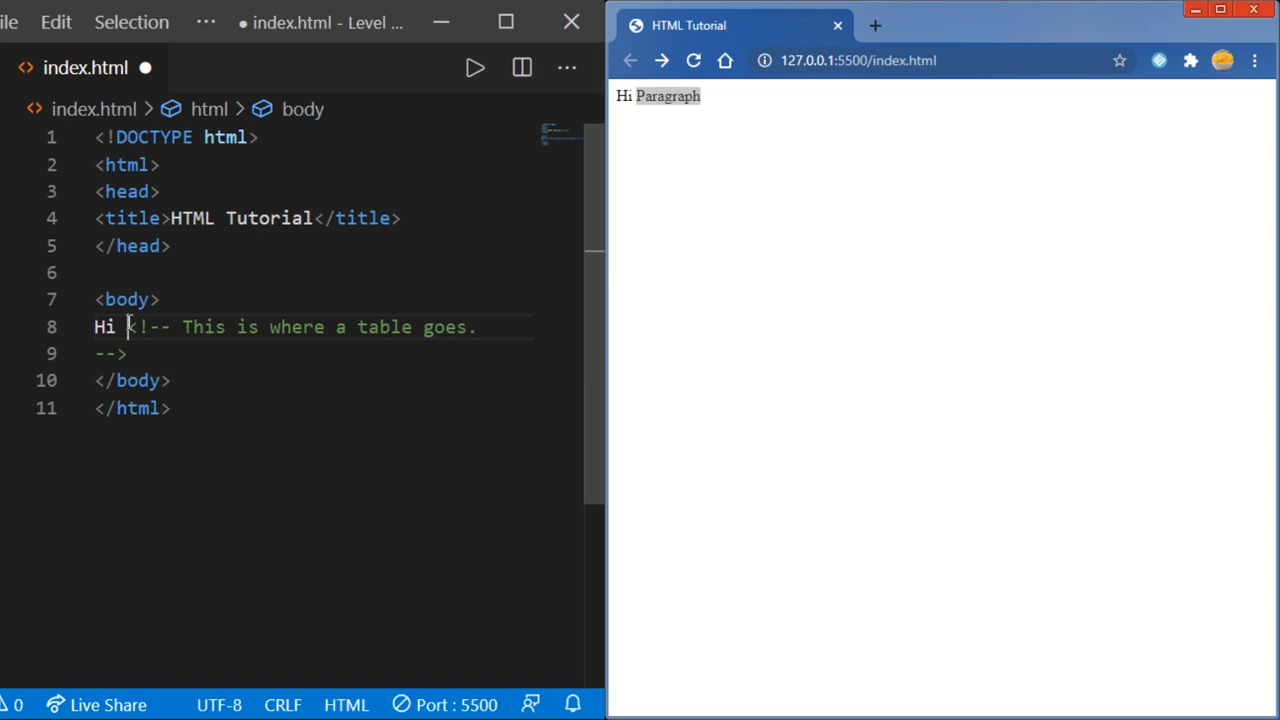 ile Edit Selection ··· ● index.html - Level ...
<> index.html ●
<> index.html > html > body
1 <!DOCTYPE html>
2 <html>
3 <head>
4 <title>HTML Tutorial</title>
5 </head>
6
7 <body>
8 Hi <!-- This is where a table goes.
9 -->
10 </body>
11 </html>
0 Live Share UTF-8 CRLF HTML Port : 5500
HTML Tutorial
127.0.0.1:5500/index.html
Hi Paragraph